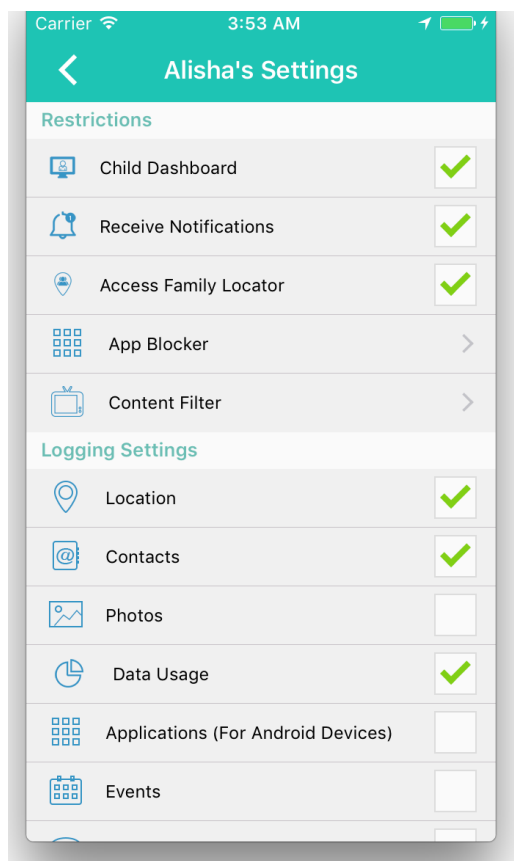 Carrier 3:53 AM
Alisha's Settings
Restrictions
Child Dashboard
Receive Notifications
Access Family Locator
App Blocker
Content Filter
Logging Settings
Location
Contacts
Photos
Data Usage
Applications (For Android Devices)
Events